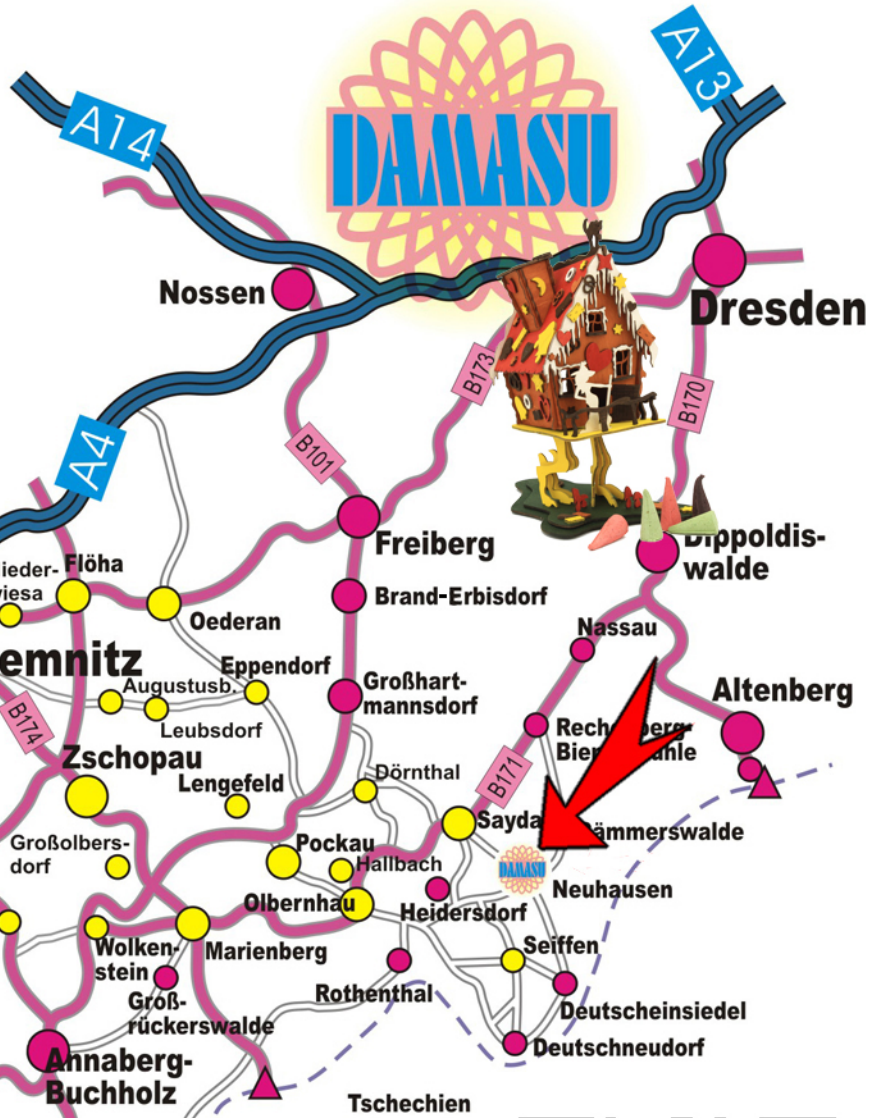 A13
A14
DAMASU
Nossen
Dresden
B173
B170
A4
B101
Freiberg
Dippoldis-
walde
ieder-
iesa
Flöha
Brand-Erbisdorf
Oederan
Nassau
emnitz
Eppendorf
Augustusb.
Leubsdorf
Großhart-
mannsdorf
Altenberg
B174
Zschopau
Lengefeld
Dörnthal
B171
Sayda
Großolbers-
dorf
Pockau
Hallbach
DAMASU
Neuhausen
Olbernhau
Heidersdorf
Wolken-
stein
Marienberg
Seiffen
Groß-
rückerswalde
Rothenthal
Deutscheinsiedel
Annaberg-
Buchholz
Deutschneudorf
Tschechien